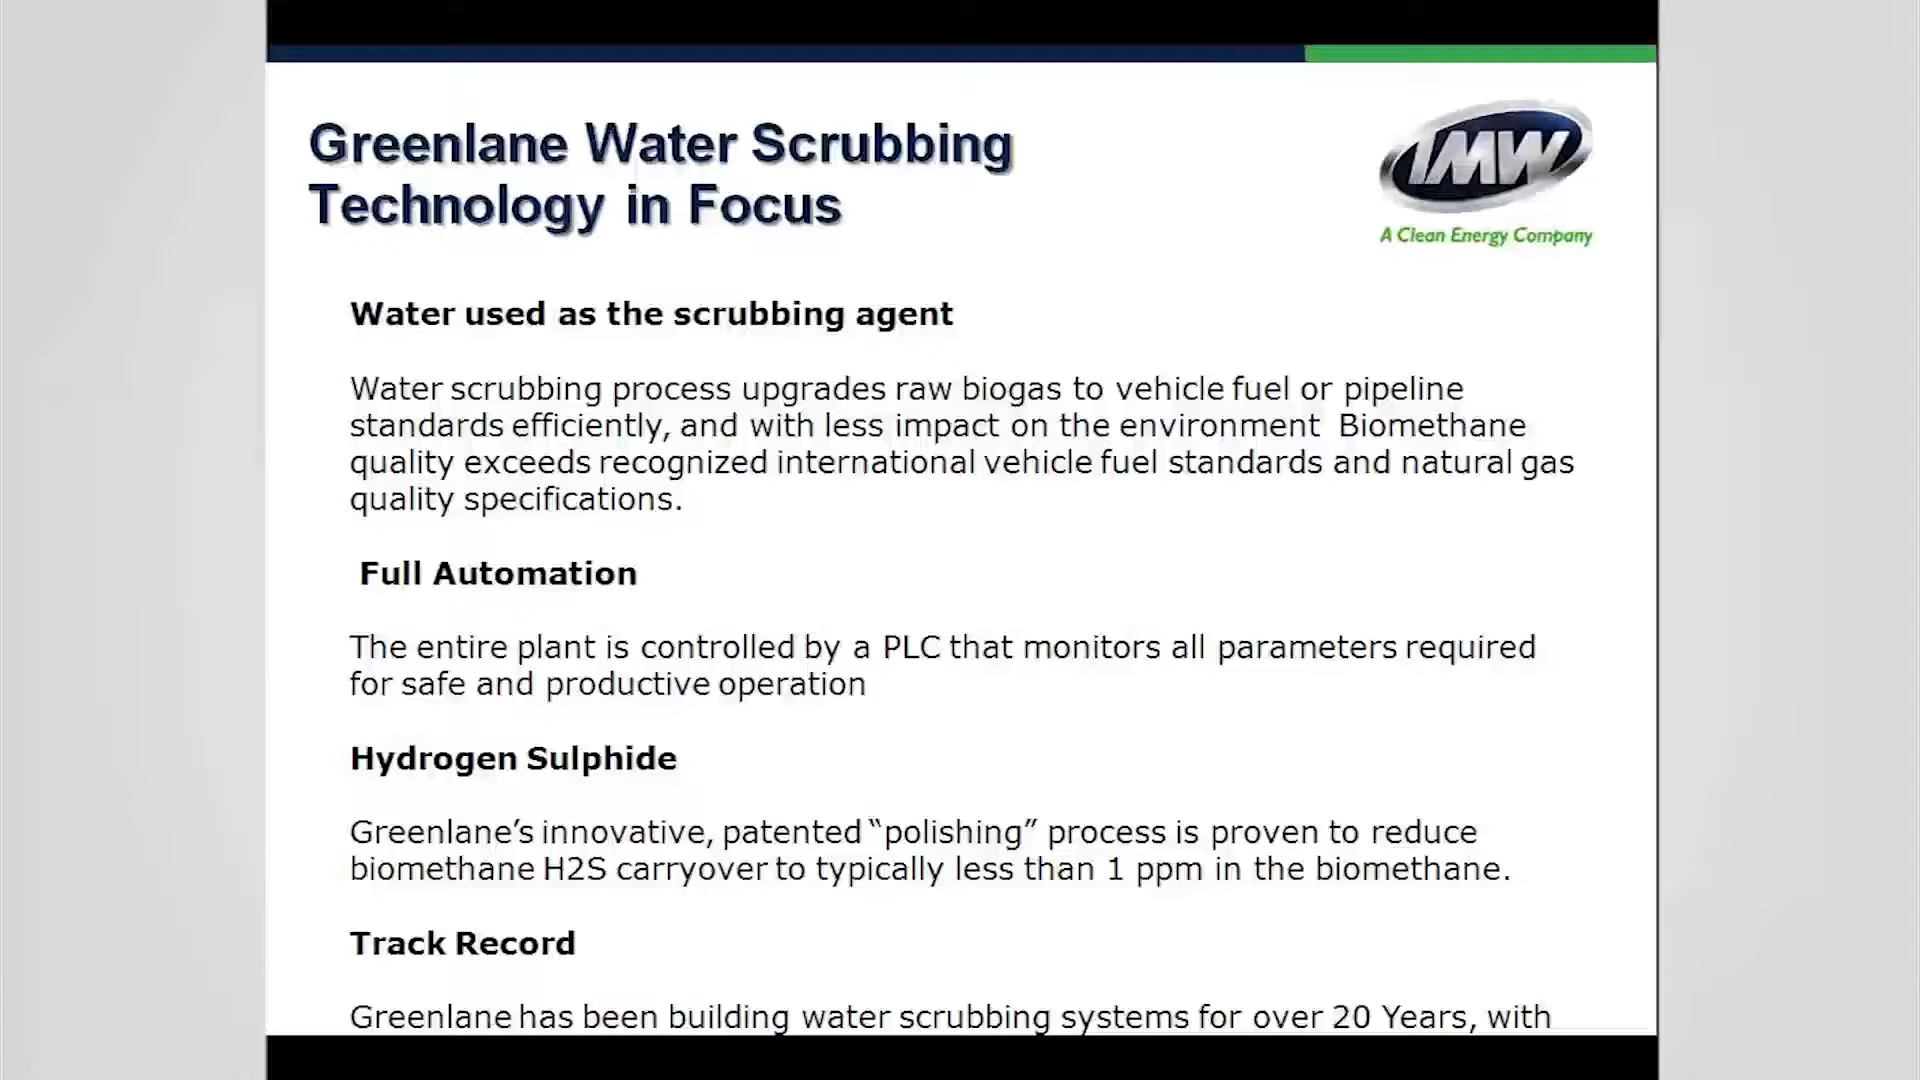 Greenlane Water Scrubbing
Technology in Focus
IMW
A Clean Energy Company
Water used as the scrubbing agent
Water scrubbing process upgrades raw biogas to vehicle fuel or pipeline
standards efficiently, and with less impact on the environment  Biomethane
quality exceeds recognized international vehicle fuel standards and natural gas
quality specifications.
Full Automation
The entire plant is controlled by a PLC that monitors all parameters required
for safe and productive operation
Hydrogen Sulphide
Greenlane’s innovative, patented “polishing” process is proven to reduce
biomethane H2S carryover to typically less than 1 ppm in the biomethane.
Track Record
Greenlane has been building water scrubbing systems for over 20 Years, with